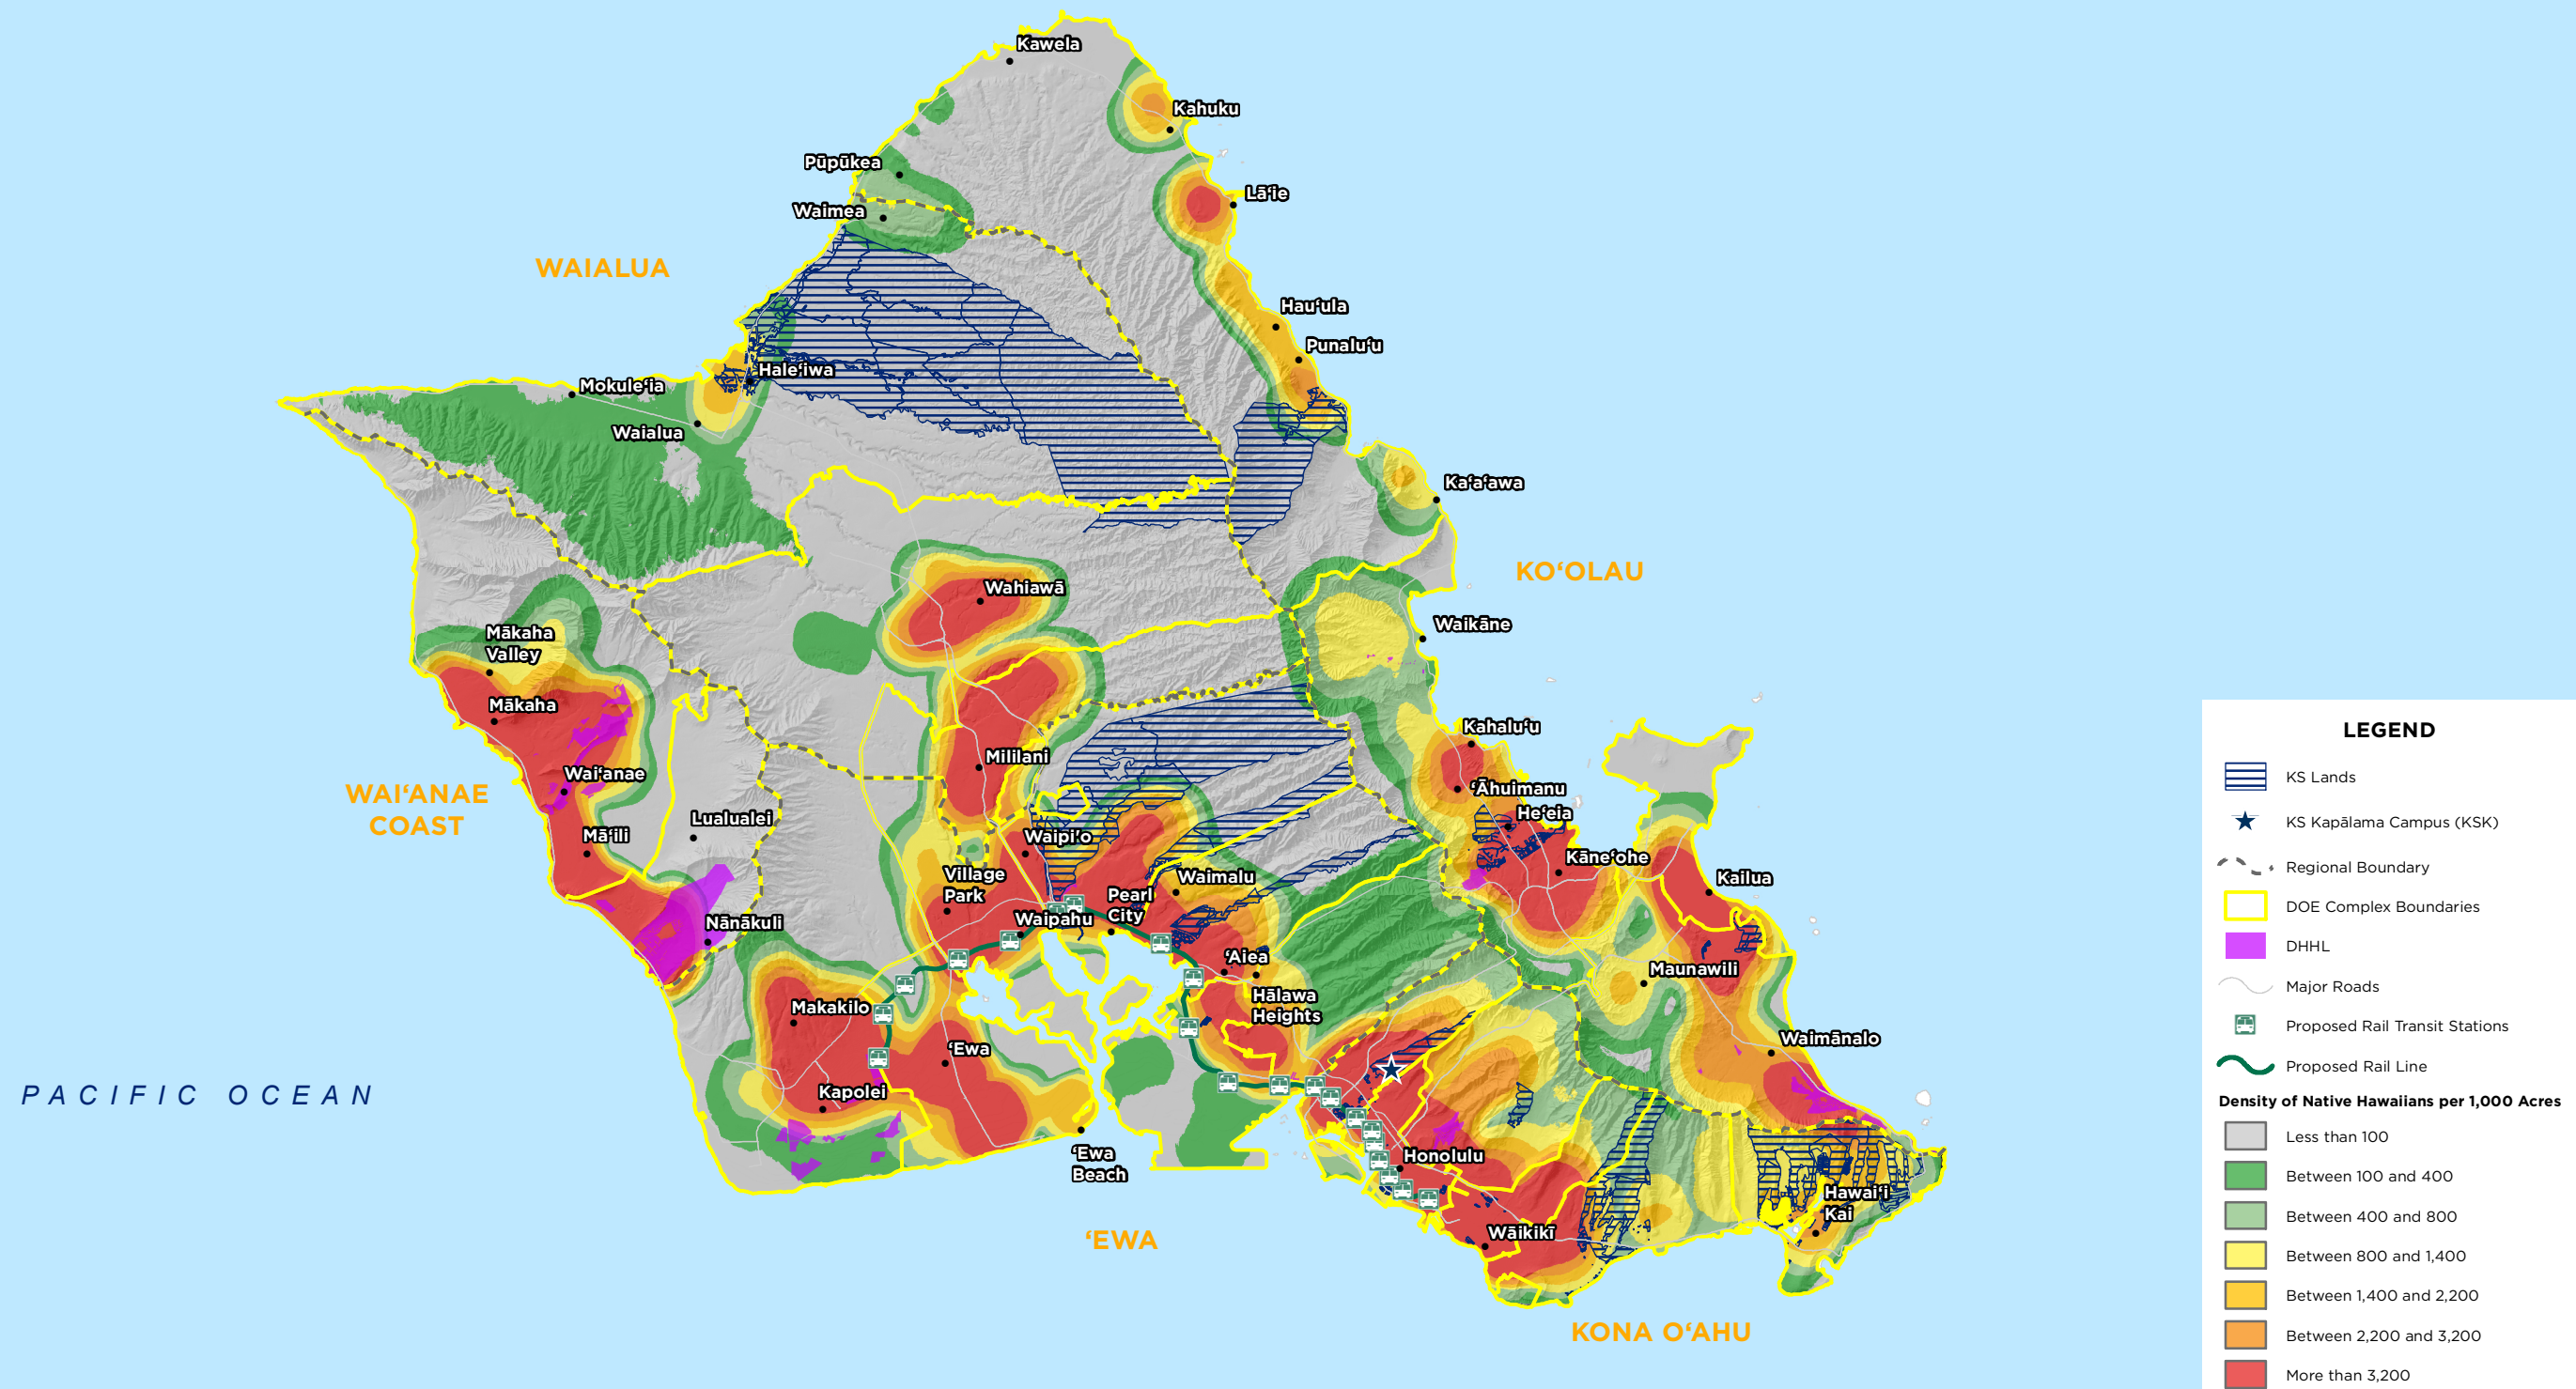 Kawela
Kahuku
Pūpūkea
Lāʻie
Waimea
WAIALUA
Hauʻula
Punaluʻu
Haleʻiwa
Mokuleʻia
Waialua
Kaʻaʻawa
KOʻOLAU
Wahiawā
Waikāne
Mākaha
Valley
Mākaha
Kahaluʻu
Mililani
Waiʻanae
ʻĀhuimanu
WAIʻANAE
COAST
Heʻeia
Lualualei
Māʻili
Waipiʻo
Kāneʻohe
Village
Park
Waimalu
Kailua
Pearl
City
Nānākuli
Waipahu
ʻAiea
Maunawili
Hālawa
Heights
Makakilo
Waimānalo
ʻEwa
Kapolei
PACIFIC OCEAN
Honolulu
ʻEwa
Beach
Hawaiʻi
Kai
Wāikikī
ʻEWA
KONA OʻAHU
LEGEND
KS Lands
KS Kapālama Campus (KSK)
Regional Boundary
DOE Complex Boundaries
DHHL
Major Roads
Proposed Rail Transit Stations
Proposed Rail Line
Density of Native Hawaiians per 1,000 Acres
Less than 100
Between 100 and 400
Between 400 and 800
Between 800 and 1,400
Between 1,400 and 2,200
Between 2,200 and 3,200
More than 3,200